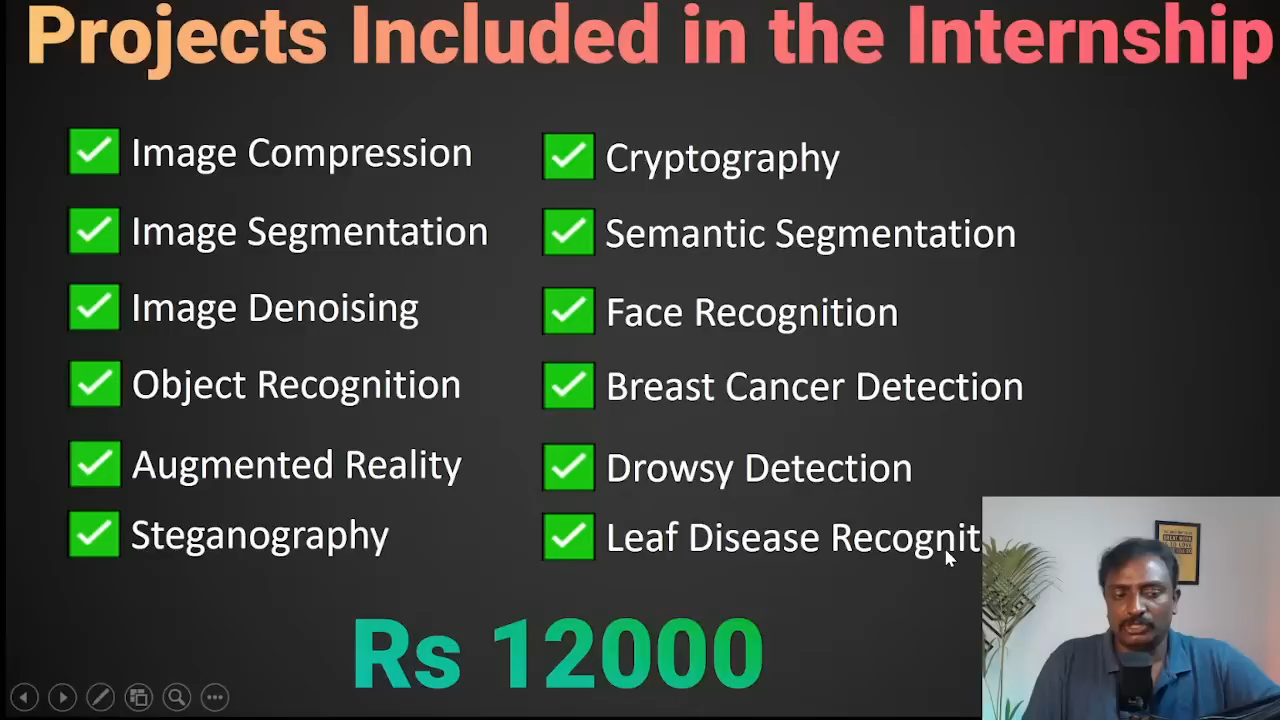 Projects Included in the Internship
Image Compression
Image Segmentation
Image Denoising
Object Recognition
Augmented Reality
Steganography
Cryptography
Semantic Segmentation
Face Recognition
Breast Cancer Detection
Drowsy Detection
Leaf Disease Recognit
Rs 12000